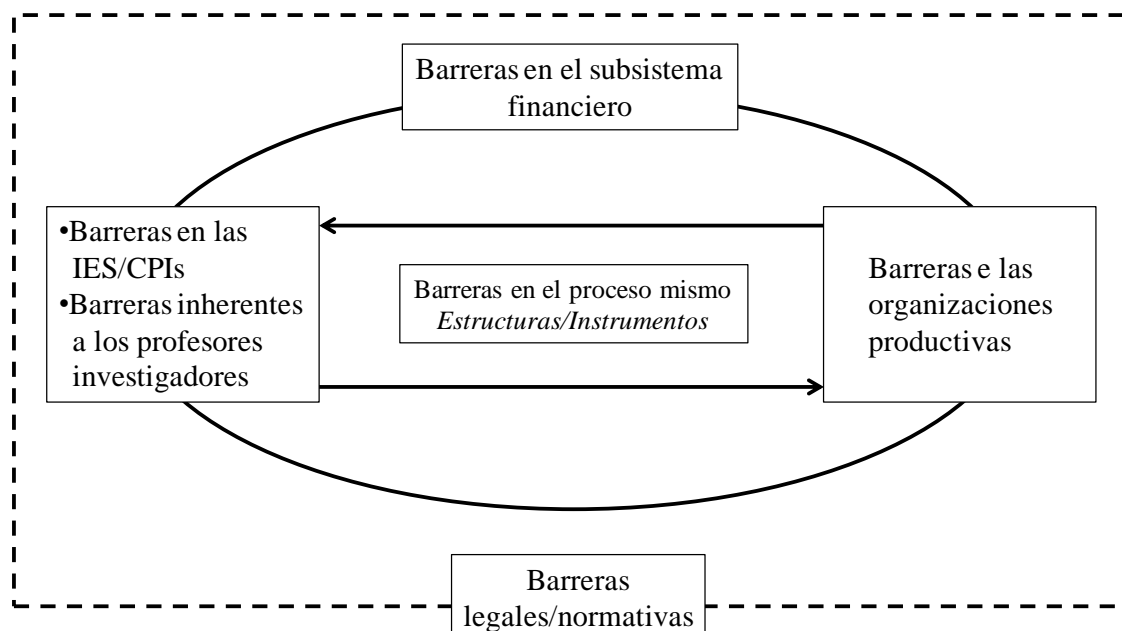 Barreras en el subsistema
financiero
•Barreras en las
IES/CPIs
•Barreras inherentes
a los profesores
investigadores
Barreras en el proceso mismo
Estructuras/Instrumentos
Barreras e las
organizaciones
productivas
Barreras
legales/normativas